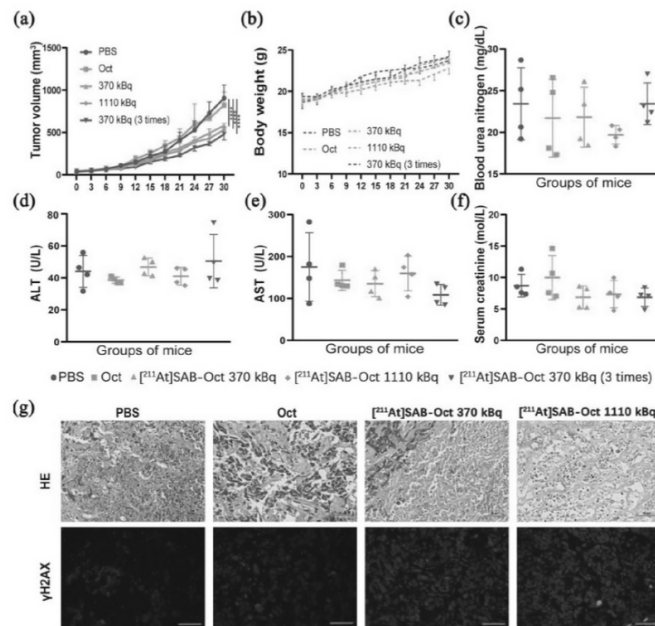 (a)
Tumor volume (mm³)
1500
1000
500
0
PBS
Oct
370 kBq
1110 kBq
370 kBq (3 times)
0 3 6 9 12 15 18 21 24 27 30
(b)
Body weight (g)
25
20
15
PBS
Oct
370 kBq
1110 kBq
370 kBq (3 times)
0 3 6 9 12 15 18 21 24 27 30
(c)
Blood urea nitrogen (mg/dL)
30
25
20
15
Groups of mice
(d)
ALT (U/L)
80
60
40
20
0
Groups of mice
(e)
AST (U/L)
300
200
100
0
Groups of mice
(f)
Serum creatinine (mol/L)
20
15
10
5
0
Groups of mice
PBS Oct [²¹¹At]SAB-Oct 370 kBq [²¹¹At]SAB-Oct 1110 kBq [²¹¹At]SAB-Oct 370 kBq (3 times)
(g)
PBS Oct [²¹¹At]SAB-Oct 370 kBq [²¹¹At]SAB-Oct 1110 kBq
HE
γH2AX